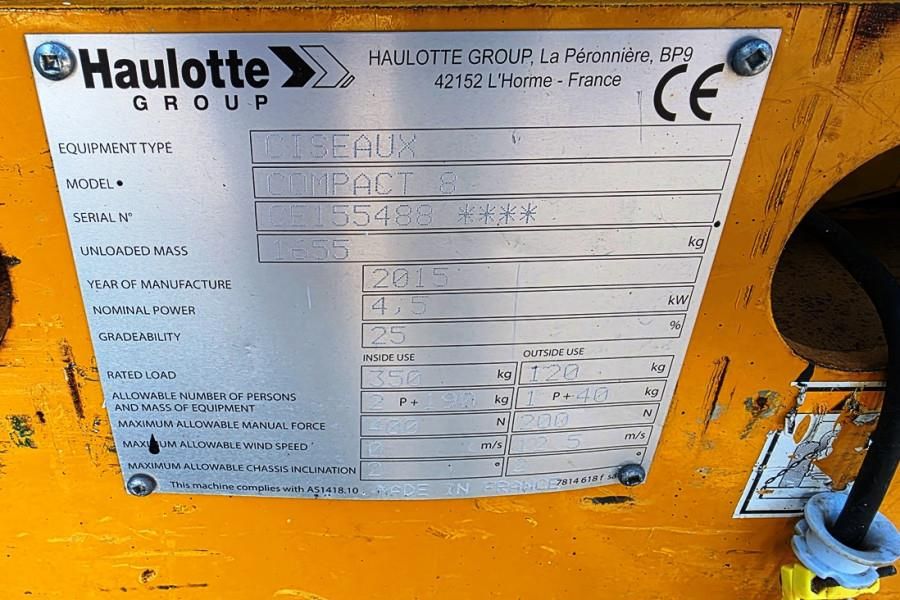 Haulotte
GROUP
HAULOTTE GROUP, La Péronnière, BP9
42152 L'Horme - France
CE
EQUIPMENT TYPE CISEAUX
MODEL • COMPACT 8
SERIAL N° CE155488 ****
UNLOADED MASS 1655 kg
YEAR OF MANUFACTURE 2015
NOMINAL POWER 4,5 kW
GRADEABILITY 25 %
INSIDE USE OUTSIDE USE
RATED LOAD 350 kg 120 kg
ALLOWABLE NUMBER OF PERSONS
AND MASS OF EQUIPMENT 2 P + 190 kg 1 P + 40 kg
MAXIMUM ALLOWABLE MANUAL FORCE 400 N 200 N
MAXIMUM ALLOWABLE WIND SPEED 0 m/s 12.5 m/s
MAXIMUM ALLOWABLE CHASSIS INCLINATION 2 ° 2 °
This machine complies with AS1418.10 MADE IN FRANCE 7814 618 f